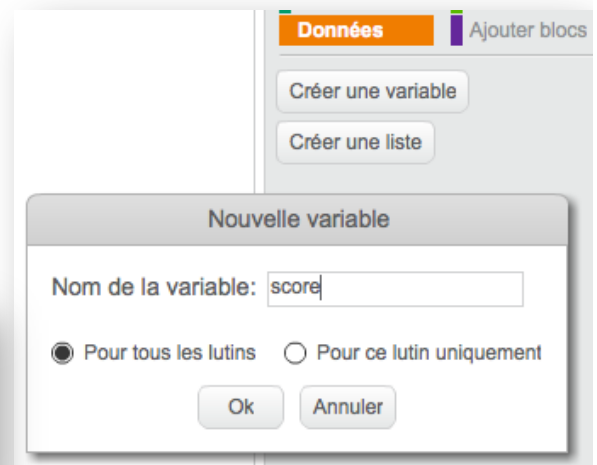 Données Ajouter blocs
Créer une variable
Créer une liste
Nouvelle variable
Nom de la variable: score
Pour tous les lutins Pour ce lutin uniquement
Ok Annuler